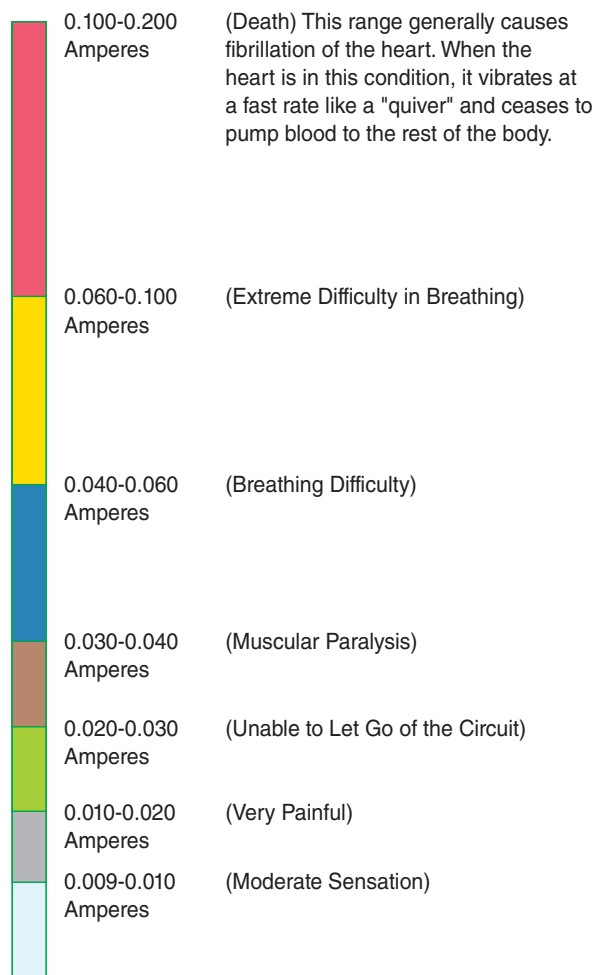 0.100-0.200 (Death) This range generally causes
Amperes fibrillation of the heart. When the
heart is in this condition, it vibrates at
a fast rate like a "quiver" and ceases to
pump blood to the rest of the body.
0.060-0.100 (Extreme Difficulty in Breathing)
Amperes
0.040-0.060 (Breathing Difficulty)
Amperes
0.030-0.040 (Muscular Paralysis)
Amperes
0.020-0.030 (Unable to Let Go of the Circuit)
Amperes
0.010-0.020 (Very Painful)
Amperes
0.009-0.010 (Moderate Sensation)
Amperes